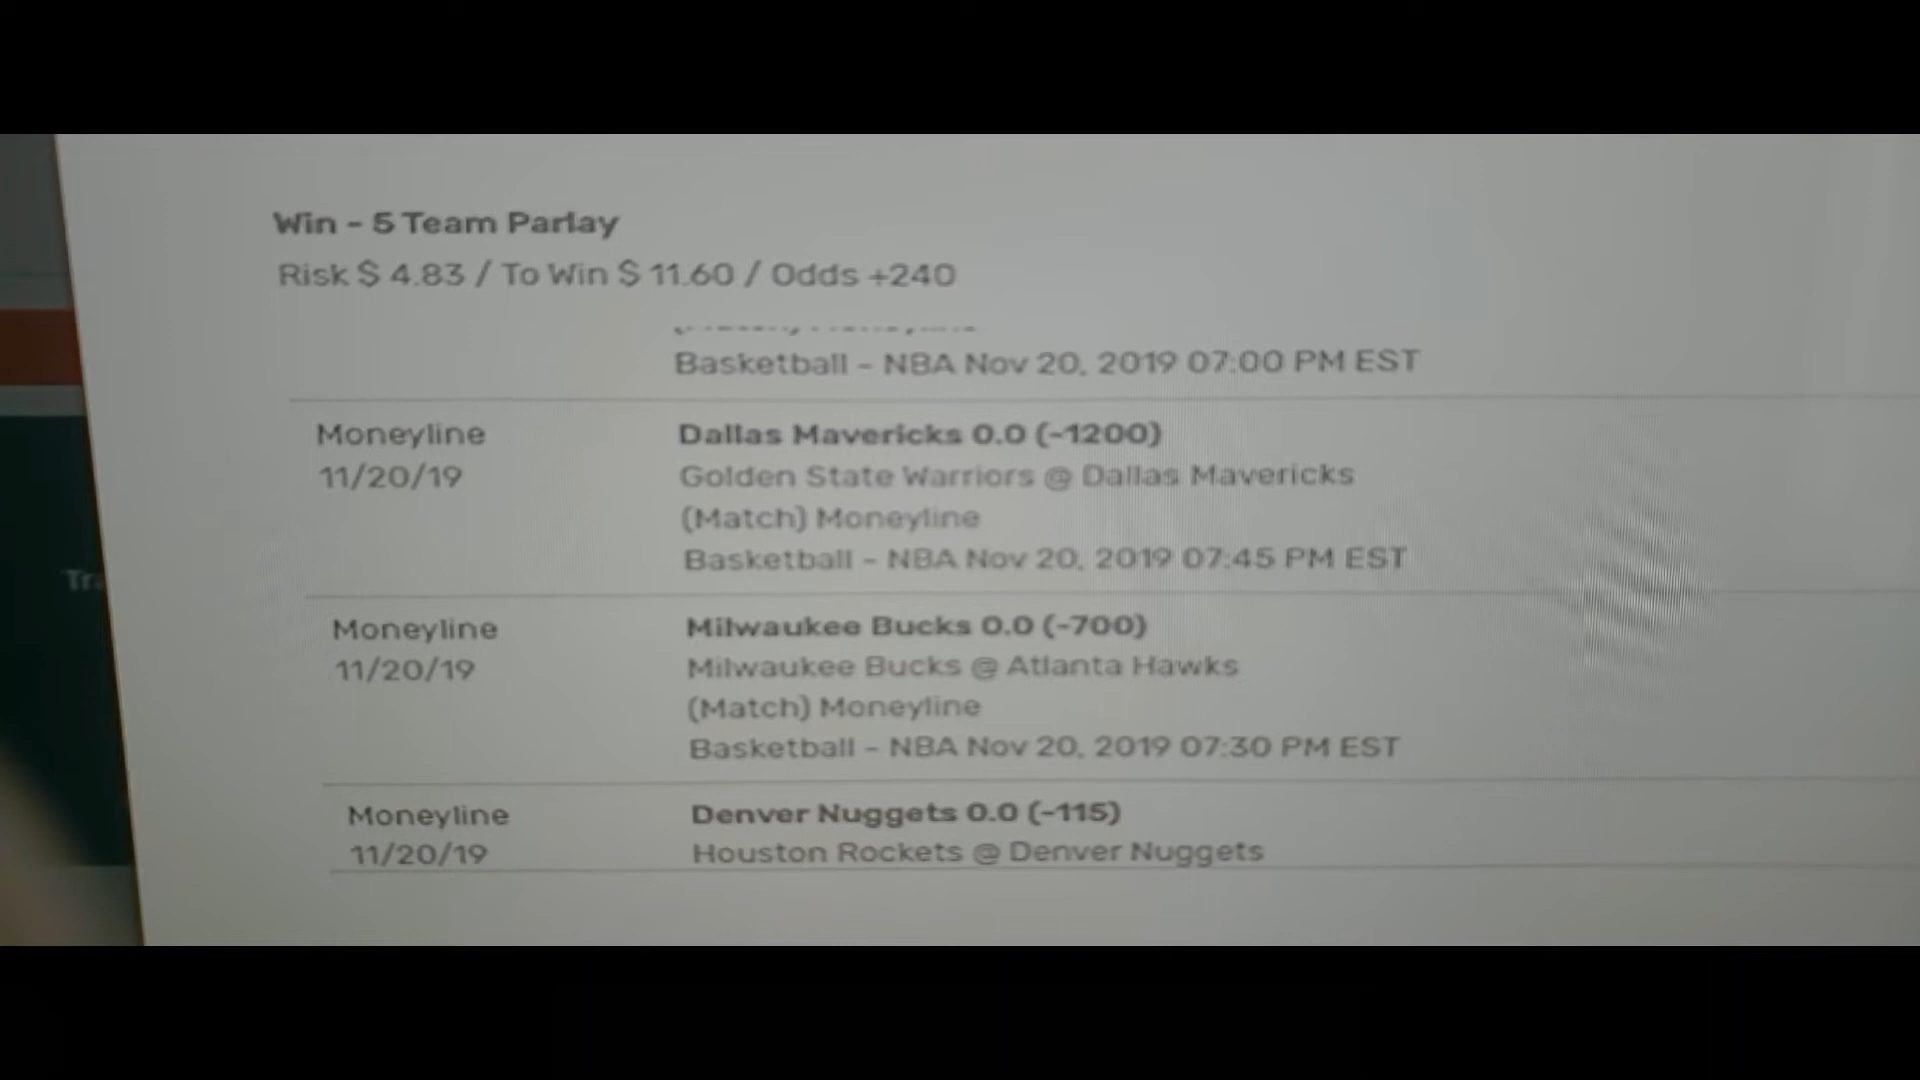 Win - 5 Team Parlay
Risk $ 4.83 / To Win $ 11.60 / Odds +240
Basketball - NBA Nov 20, 2019 07:00 PM EST
Moneyline
11/20/19
Dallas Mavericks 0.0 (-1200)
Golden State Warriors @ Dallas Mavericks
(Match) Moneyline
Basketball - NBA Nov 20, 2019 07:45 PM EST
Moneyline
11/20/19
Milwaukee Bucks 0.0 (-700)
Milwaukee Bucks @ Atlanta Hawks
(Match) Moneyline
Basketball - NBA Nov 20, 2019 07:30 PM EST
Moneyline
11/20/19
Denver Nuggets 0.0 (-115)
Houston Rockets @ Denver Nuggets